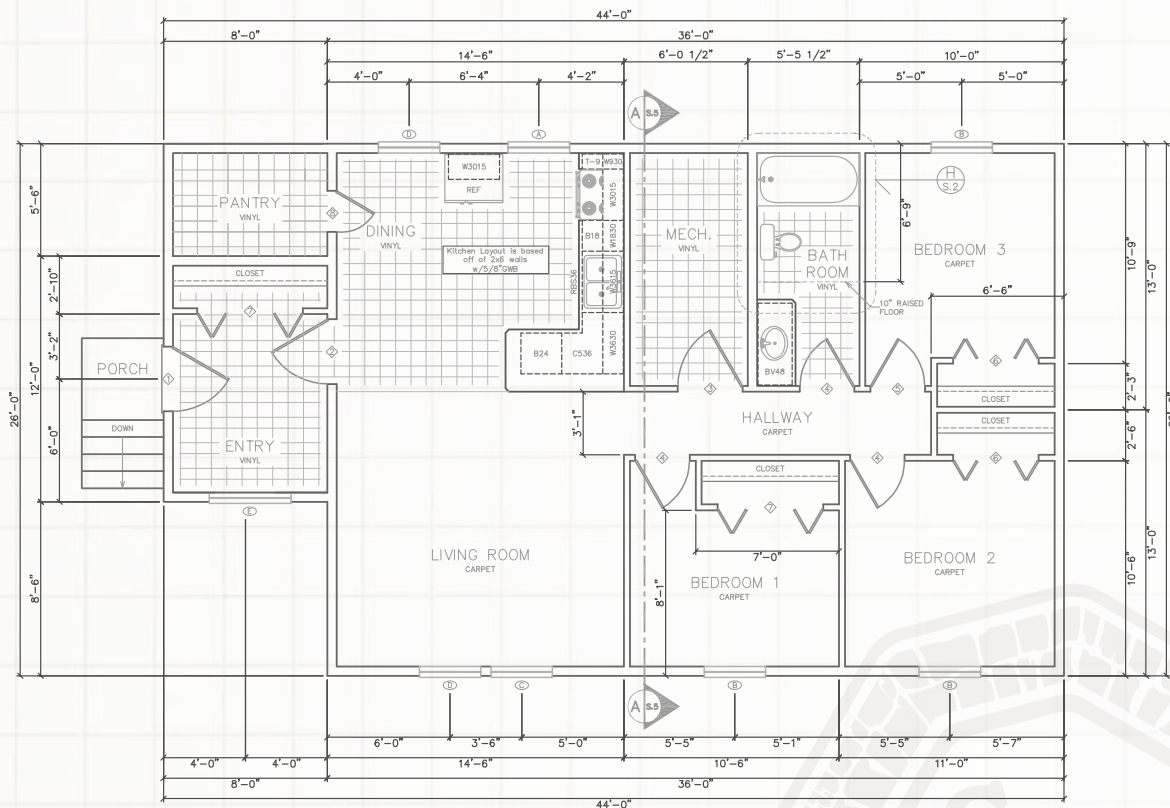 44'-0"
8'-0"
36'-0"
14'-6"
6'-0 1/2"
5'-5 1/2"
10'-0"
4'-0"
6'-4"
4'-2"
5'-0"
5'-0"
A
S.5
D
A
B
W3015
REF
T-9
W930
W3015
H
S.2
5'-6"
PANTRY
VINYL
8
DINING
VINYL
B18
W1830
MECH.
VINYL
6'-9"
BEDROOM 3
CARPET
10'-9"
13'-0"
Kitchen Layout is based
off of 2x6 walls
w/5/8"GWB
BATH
ROOM
VINYL
CLOSET
2'-10"
RBS36
W3615
6'-6"
10" RAISED
FLOOR
7
3'-2"
2
B24
C536
W3630
BV48
6
PORCH
1
12'-0"
26'-0"
3
4
5
2'-3"
CLOSET
3'-1"
HALLWAY
CARPET
CLOSET
DOWN
6'-0"
ENTRY
VINYL
4
4
6
2'-6"
CLOSET
7
E
LIVING ROOM
CARPET
7'-0"
BEDROOM 2
CARPET
13'-0"
10'-6"
8'-6"
8'-1"
BEDROOM 1
CARPET
D
C
A
S.5
B
B
6'-0"
3'-6"
5'-0"
5'-5"
5'-1"
5'-5"
5'-7"
4'-0"
4'-0"
14'-6"
10'-6"
11'-0"
8'-0"
36'-0"
44'-0"